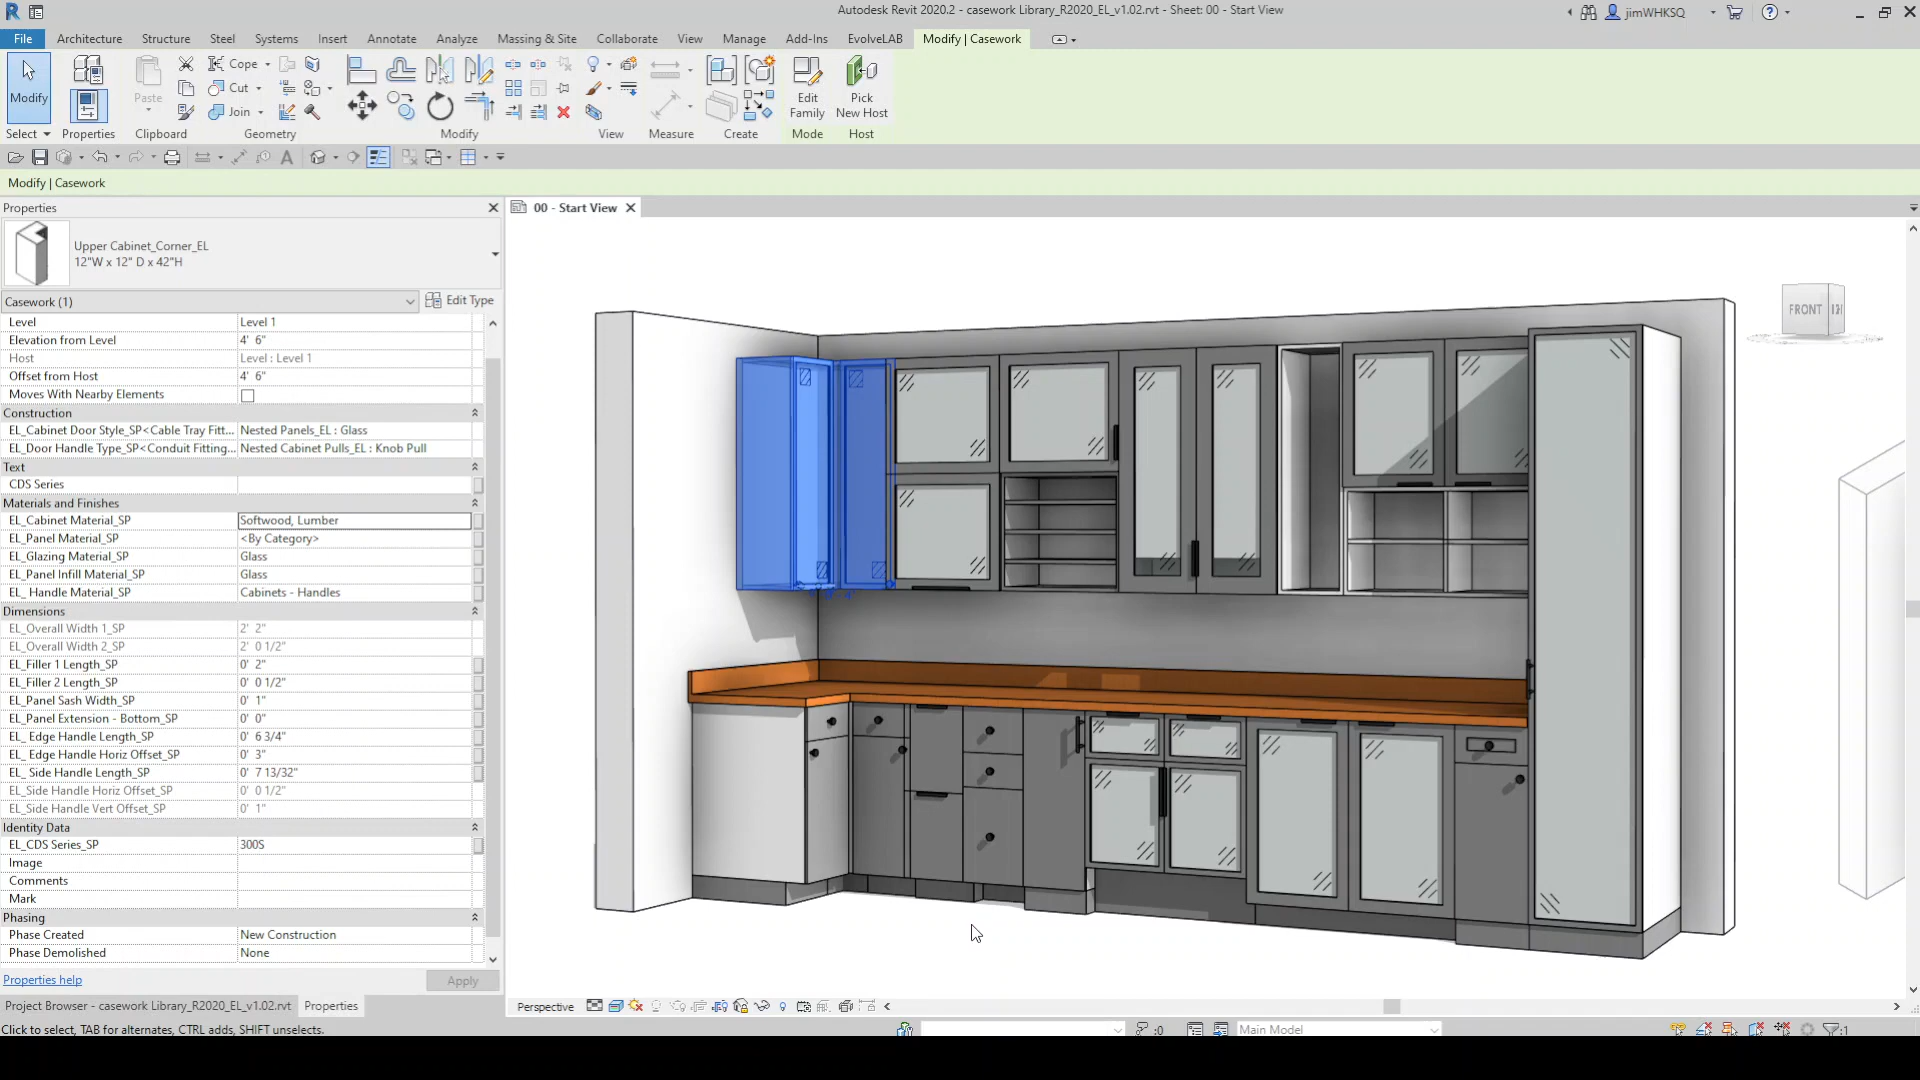 Autodesk Revit 2020.2 - casework Library_R2020_EL_v1.02.rvt - Sheet: 00 - Start View
jimWHKSQ
File Architecture Structure Steel Systems Insert Annotate Analyze Massing & Site Collaborate View Manage Add-Ins EvolveLAB Modify | Casework
Modify
Paste
Cope
Cut
Join
Edit Family
Pick New Host
Select Properties Clipboard Geometry Modify View Measure Create Mode Host
Modify | Casework
Properties
00 - Start View
Upper Cabinet_Corner_EL
12"W x 12" D x 42"H
Casework (1)
Edit Type
Level Level 1
Elevation from Level 4' 6"
Host Level : Level 1
Offset from Host 4' 6"
Moves With Nearby Elements
Construction
EL_Cabinet Door Style_SP<Cable Tray Fitt... Nested Panels_EL : Glass
EL_Door Handle Type_SP<Conduit Fitting... Nested Cabinet Pulls_EL : Knob Pull
Text
CDS Series
Materials and Finishes
EL_Cabinet Material_SP Softwood, Lumber
EL_Panel Material_SP <By Category>
EL_Glazing Material_SP Glass
EL_Panel Infill Material_SP Glass
EL_ Handle Material_SP Cabinets - Handles
Dimensions
EL_Overall Width 1_SP 2' 2"
EL_Overall Width 2_SP 2' 0 1/2"
EL_Filler 1 Length_SP 0' 2"
EL_Filler 2 Length_SP 0' 0 1/2"
EL_Panel Sash Width_SP 0' 1"
EL_Panel Extension - Bottom_SP 0' 0"
EL_ Edge Handle Length_SP 0' 6 3/4"
EL_ Edge Handle Horiz Offset_SP 0' 3"
EL_ Side Handle Length_SP 0' 7 13/32"
EL_Side Handle Horiz Offset_SP 0' 0 1/2"
EL_Side Handle Vert Offset_SP 0' 1"
Identity Data
EL_CDS Series_SP 300S
Image
Comments
Mark
Phasing
Phase Created New Construction
Phase Demolished None
Properties help
Apply
FRONT
Project Browser - casework Library_R2020_EL_v1.02.rvt Properties
Perspective
Click to select, TAB for alternates, CTRL adds, SHIFT unselects.
:0
Main Model
:1